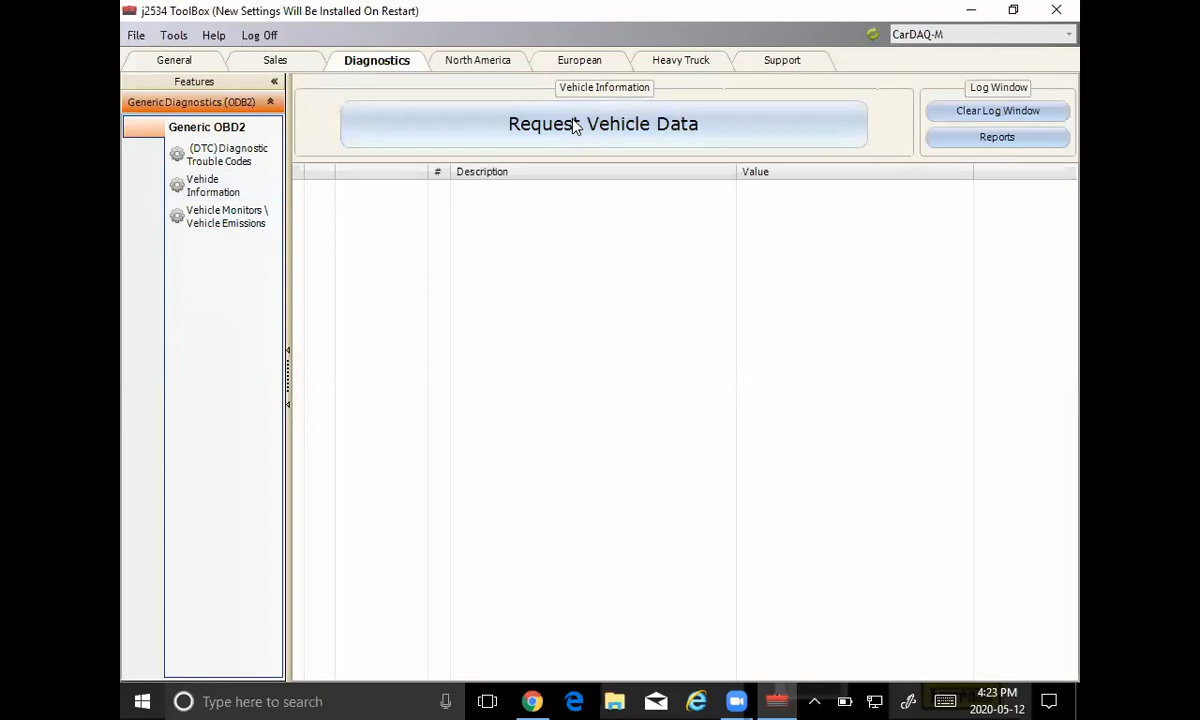 j2534 ToolBox (New Settings Will Be Installed On Restart)
File Tools Help Log Off
CarDAQ-M
General Sales Diagnostics North America European Heavy Truck Support
Features «
Generic Diagnostics (ODB2)
Generic OBD2
(DTC) Diagnostic
Trouble Codes
Vehicle
Information
Vehicle Monitors \
Vehicle Emissions
Vehicle Information
Request Vehicle Data
Log Window
Clear Log Window
Reports
# Description Value
Type here to search
4:23 PM
2020-05-12